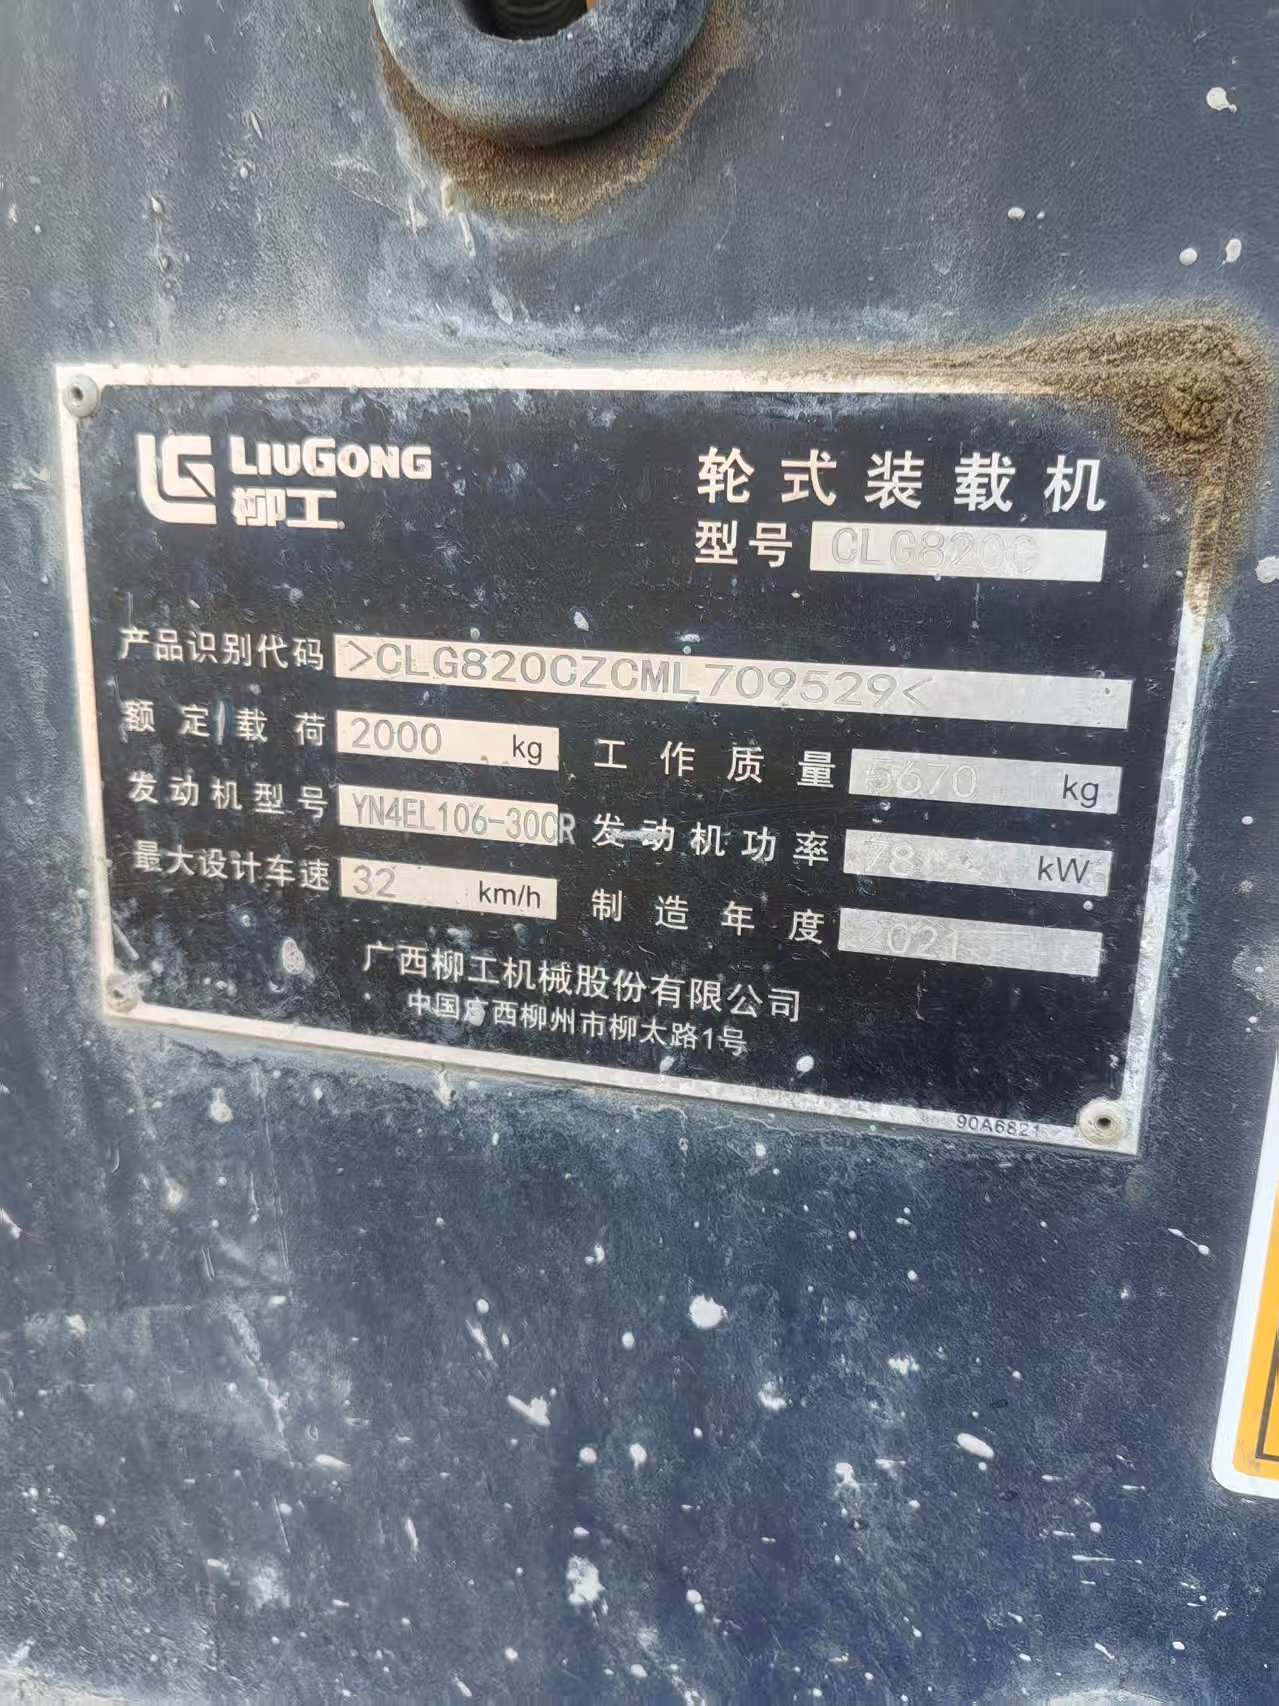 LIUGONG
柳工
轮式装载机
型号 CLG820C
产品识别代码 >CLG820CZCML709529<
额定载荷 2000 kg 工作质量 5670 kg
发动机型号 YN4EL106-30CR 发动机功率 78 kW
最大设计车速 32 km/h 制造年度 2021
广西柳工机械股份有限公司
中国广西柳州市柳太路1号
90A6821